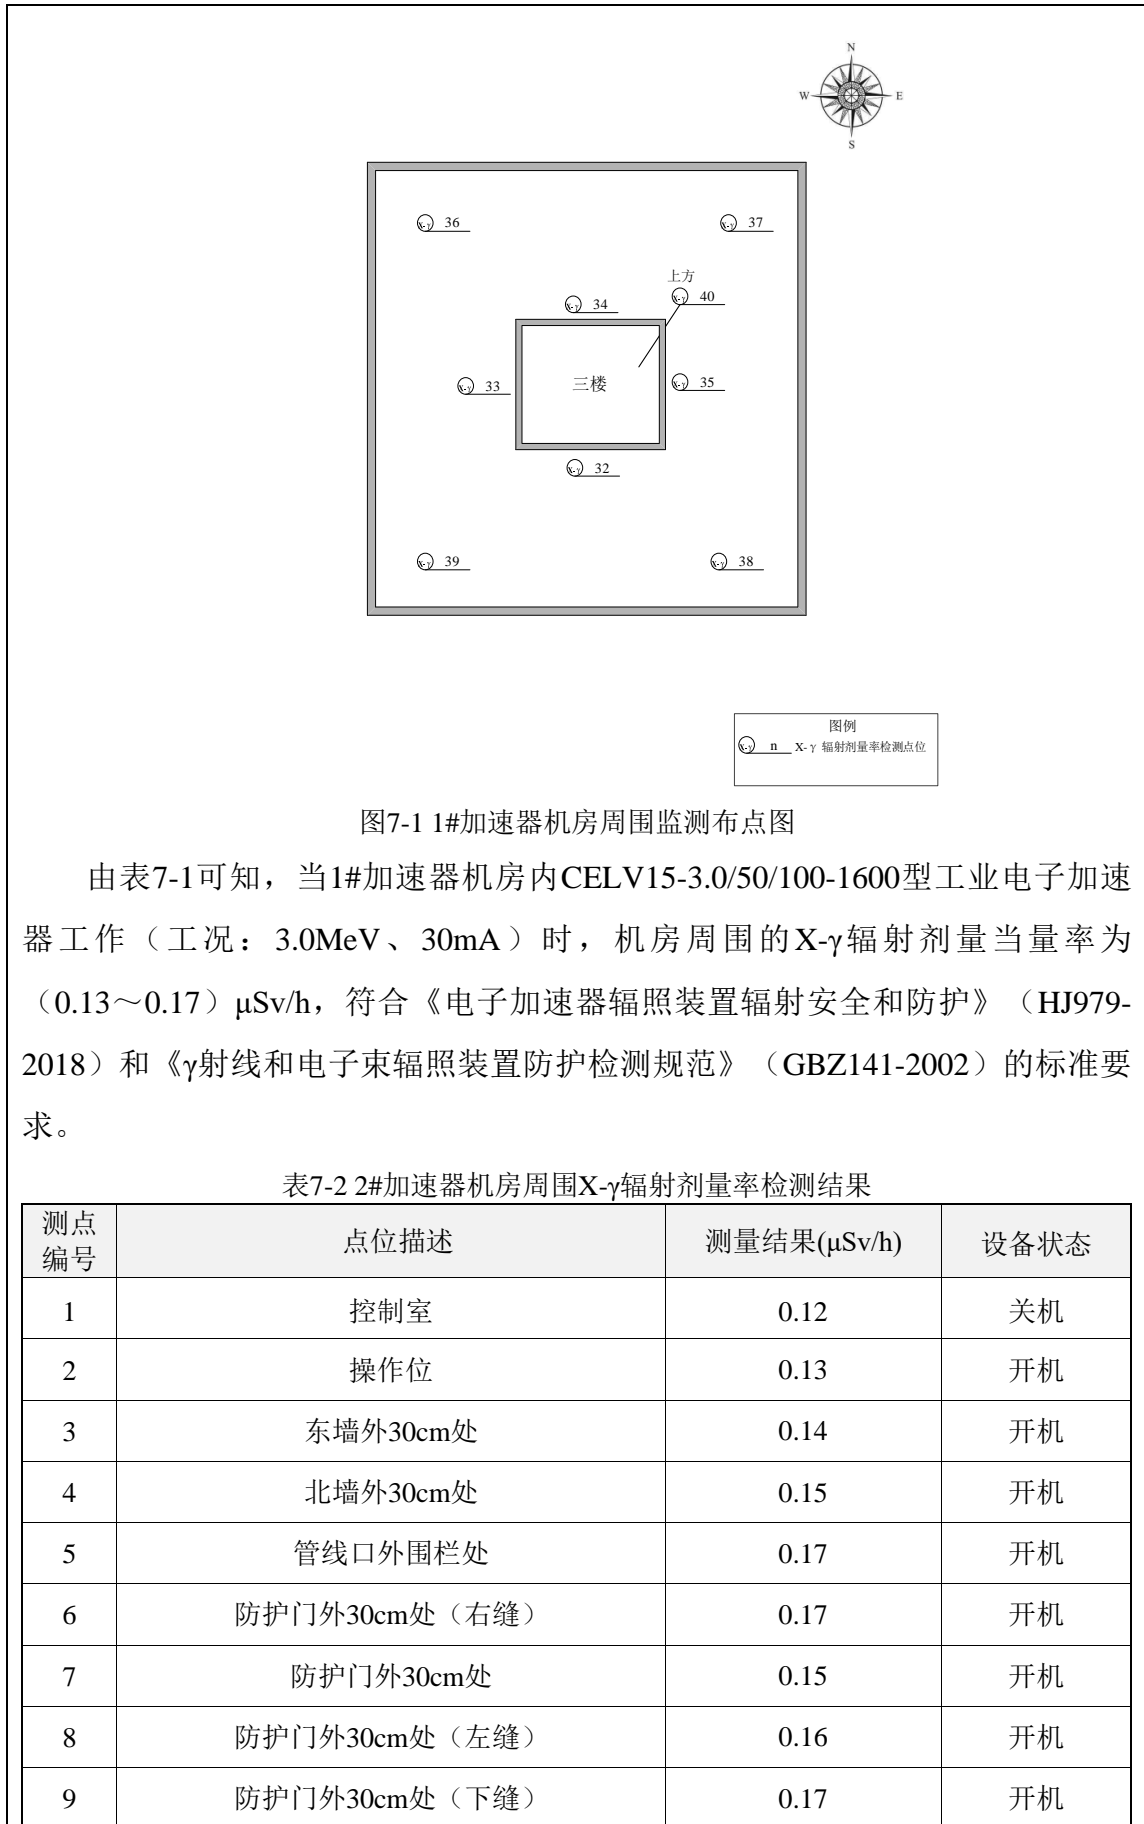 N
W E
S
X-γ 36
X-γ 37
上方
X-γ 40
X-γ 34
X-γ 33
三楼
X-γ 35
X-γ 32
X-γ 39
X-γ 38
图例
X-γ n X-γ 辐射剂量率检测点位
图7-1 1#加速器机房周围监测布点图
由表7-1可知，当1#加速器机房内CELV15-3.0/50/100-1600型工业电子加速
器工作（工况：3.0MeV、30mA）时，机房周围的X-γ辐射剂量当量率为
（0.13～0.17）μSv/h，符合《电子加速器辐照装置辐射安全和防护》（HJ979-
2018）和《γ射线和电子束辐照装置防护检测规范》（GBZ141-2002）的标准要
求。
表7-2 2#加速器机房周围X-γ辐射剂量率检测结果
测点编号 点位描述 测量结果(μSv/h) 设备状态
1 控制室 0.12 关机
2 操作位 0.13 开机
3 东墙外30cm处 0.14 开机
4 北墙外30cm处 0.15 开机
5 管线口外围栏处 0.17 开机
6 防护门外30cm处（右缝） 0.17 开机
7 防护门外30cm处 0.15 开机
8 防护门外30cm处（左缝） 0.16 开机
9 防护门外30cm处（下缝） 0.17 开机